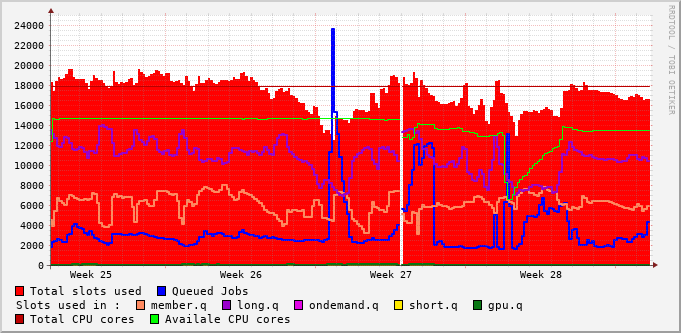 RRDTOOL / TOBI OETIKER
24000
22000
20000
18000
16000
14000
12000
10000
8000
6000
4000
2000
0
Week 25 Week 26 Week 27 Week 28
Total slots used Queued Jobs
Slots used in : member.q long.q ondemand.q short.q gpu.q
Total CPU cores Availale CPU cores